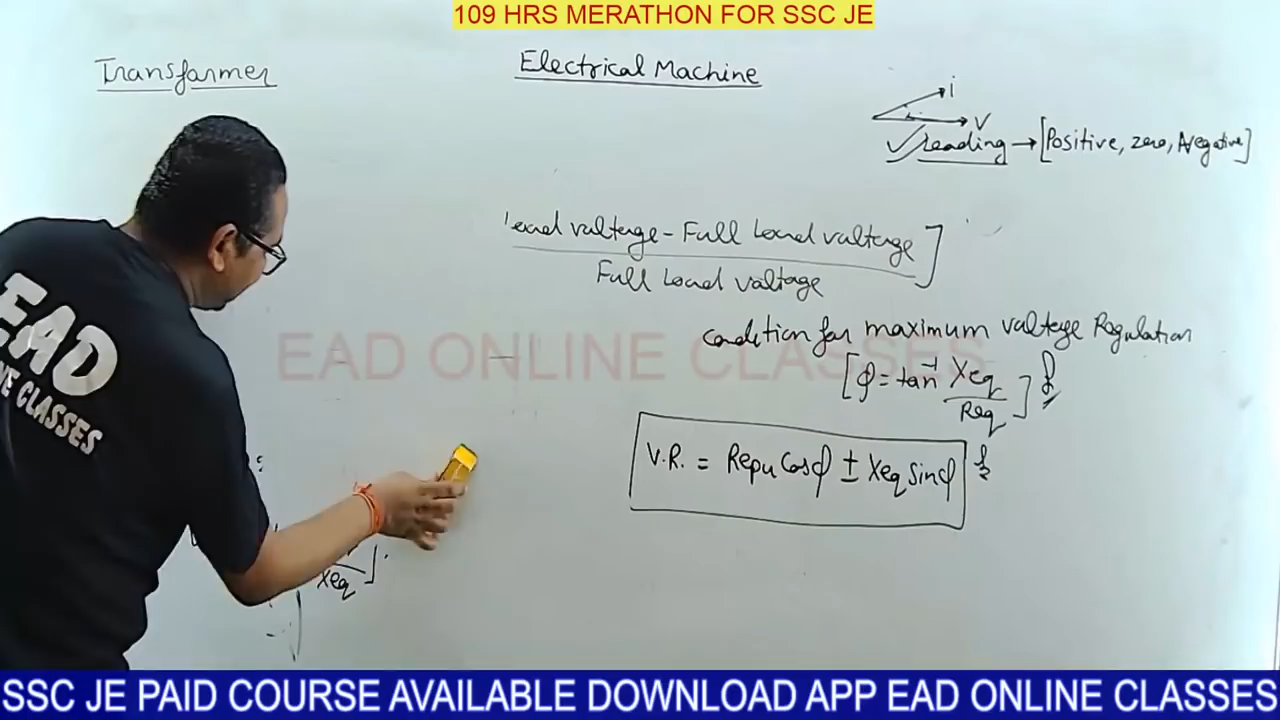 109 HRS MERATHON FOR SSC JE
Transformer
Electrical Machine
i
V
leading → [Positive, zero, Negative]
load valtage - Full Load valtage ]
Full Load valtage
EAD ONLINE CLASSES
condition for maximum valtage Regulation
[φ = tan⁻¹ Xeq
Req ]
V.R. = Repu Cosφ ± Xeq Sinφ
EAD
NE CLASSES
Xeq ]
SSC JE PAID COURSE AVAILABLE DOWNLOAD APP EAD ONLINE CLASSES